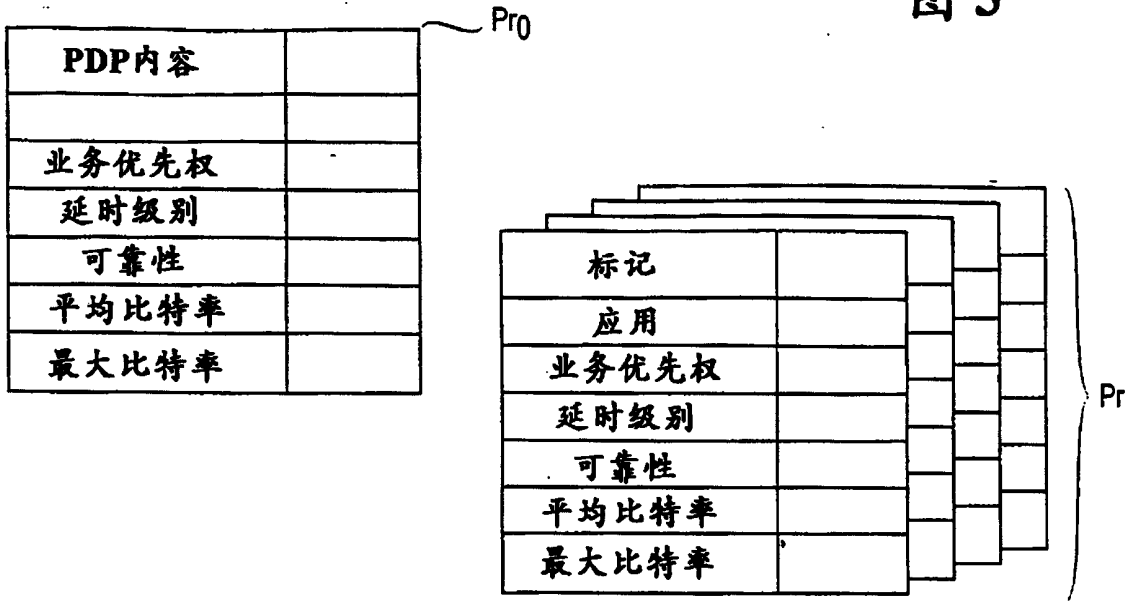 Pr0
PDP内容
业务优先权
延时级别
可靠性
平均比特率
最大比特率
标记
应用
业务优先权
延时级别
可靠性
平均比特率
最大比特率
Pr